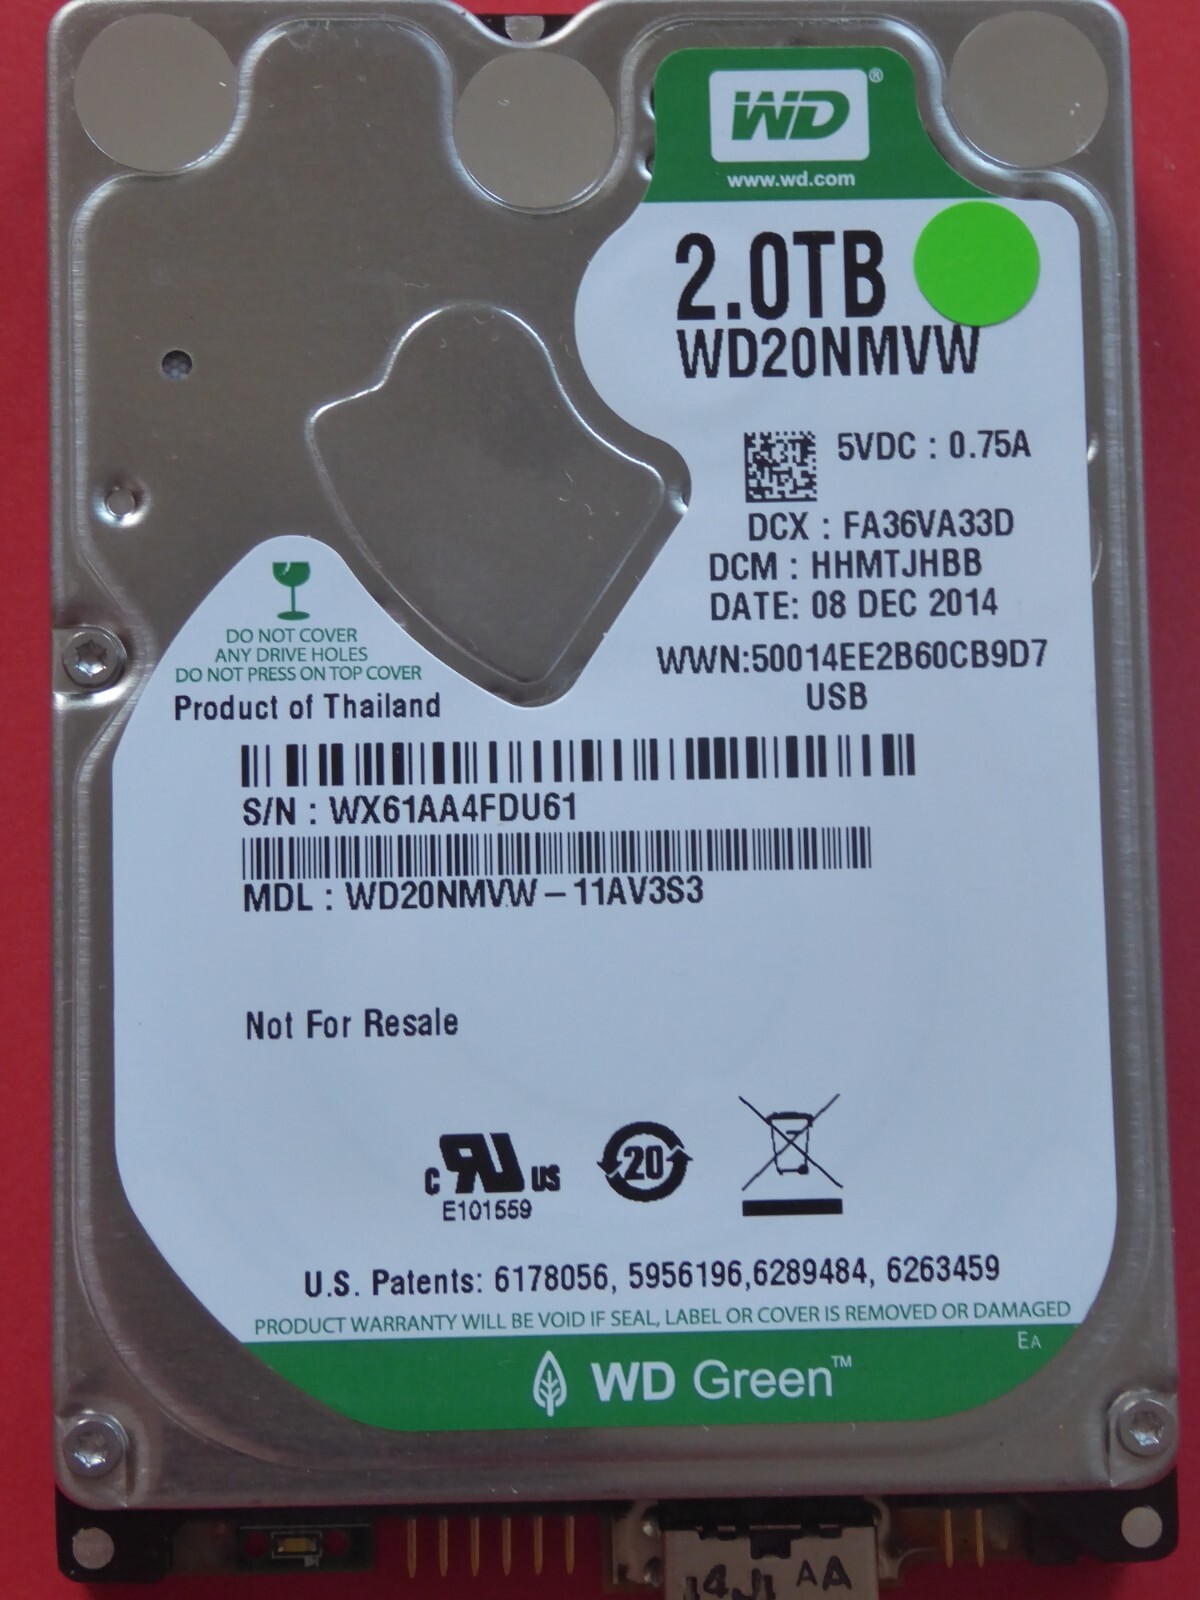 WD®
www.wd.com
2.0TB
WD20NMVW
5VDC : 0.75A
DCX : FA36VA33D
DCM : HHMTJHBB
DATE: 08 DEC 2014
WWN:50014EE2B60CB9D7
USB
DO NOT COVER
ANY DRIVE HOLES
DO NOT PRESS ON TOP COVER
Product of Thailand
S/N : WX61AA4FDU61
MDL : WD20NMVW – 11AV3S3
Not For Resale
C RU US
E101559
20
U.S. Patents: 6178056, 5956196,6289484, 6263459
PRODUCT WARRANTY WILL BE VOID IF SEAL, LABEL OR COVER IS REMOVED OR DAMAGED
EA
WD Green™
14J1 AA